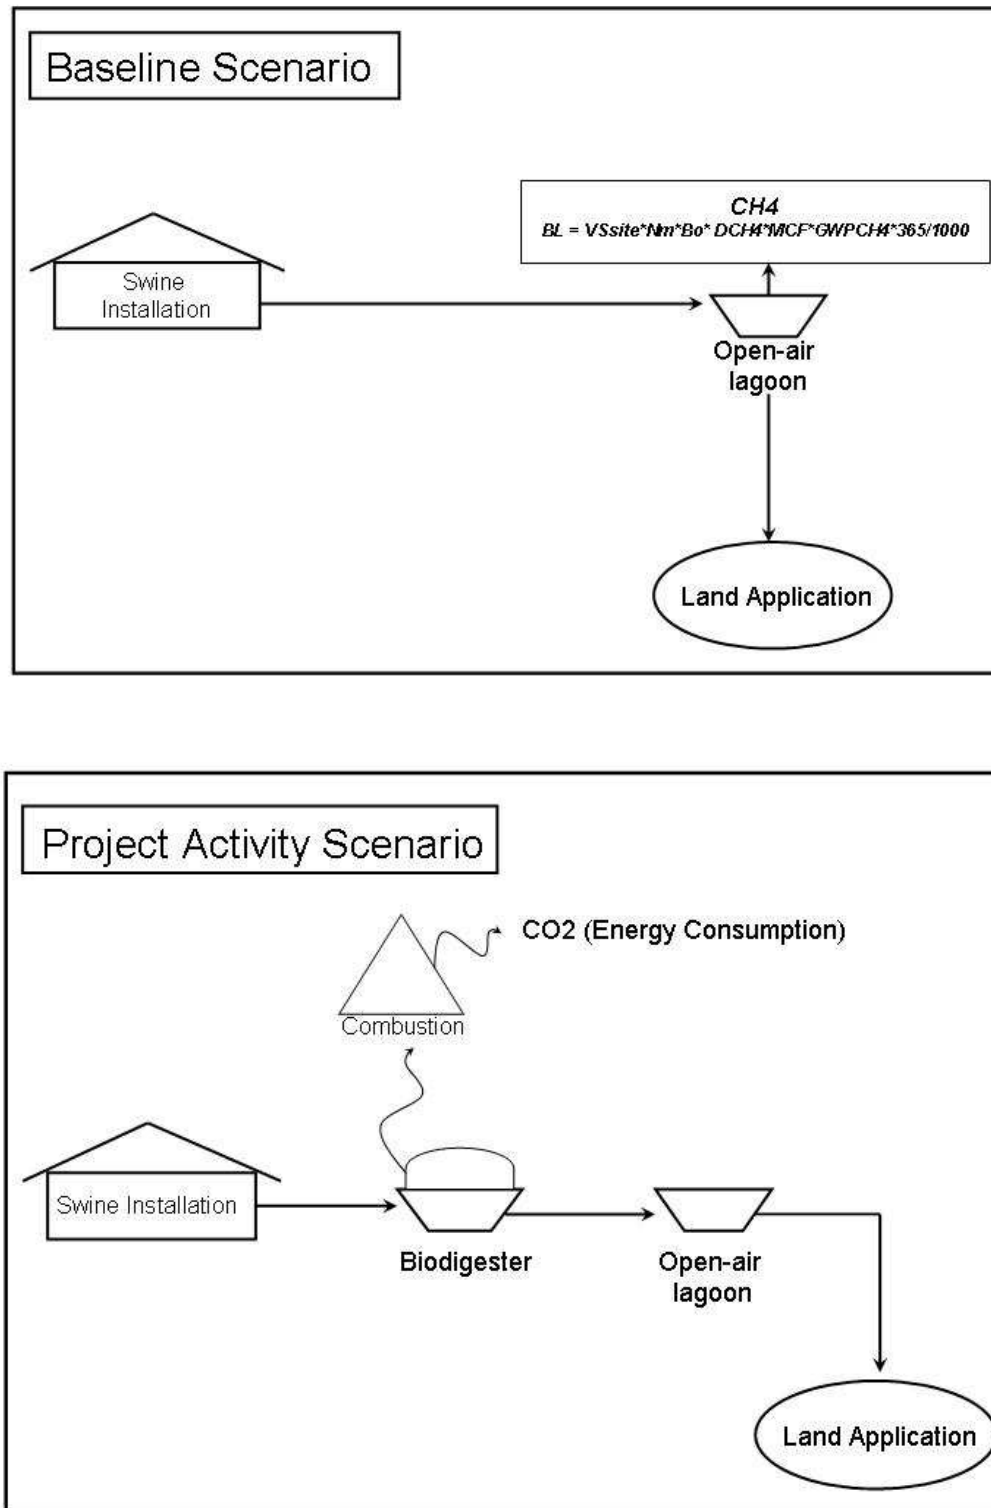 Baseline Scenario
CH4
BL = VSsite*Nm*Bo* DCH4*MCF*GWPCH4*365/1000
Swine
Installation
Open-air
lagoon
Land Application
Project Activity Scenario
CO2 (Energy Consumption)
Combustion
Swine Installation
Biodigester
Open-air
lagoon
Land Application